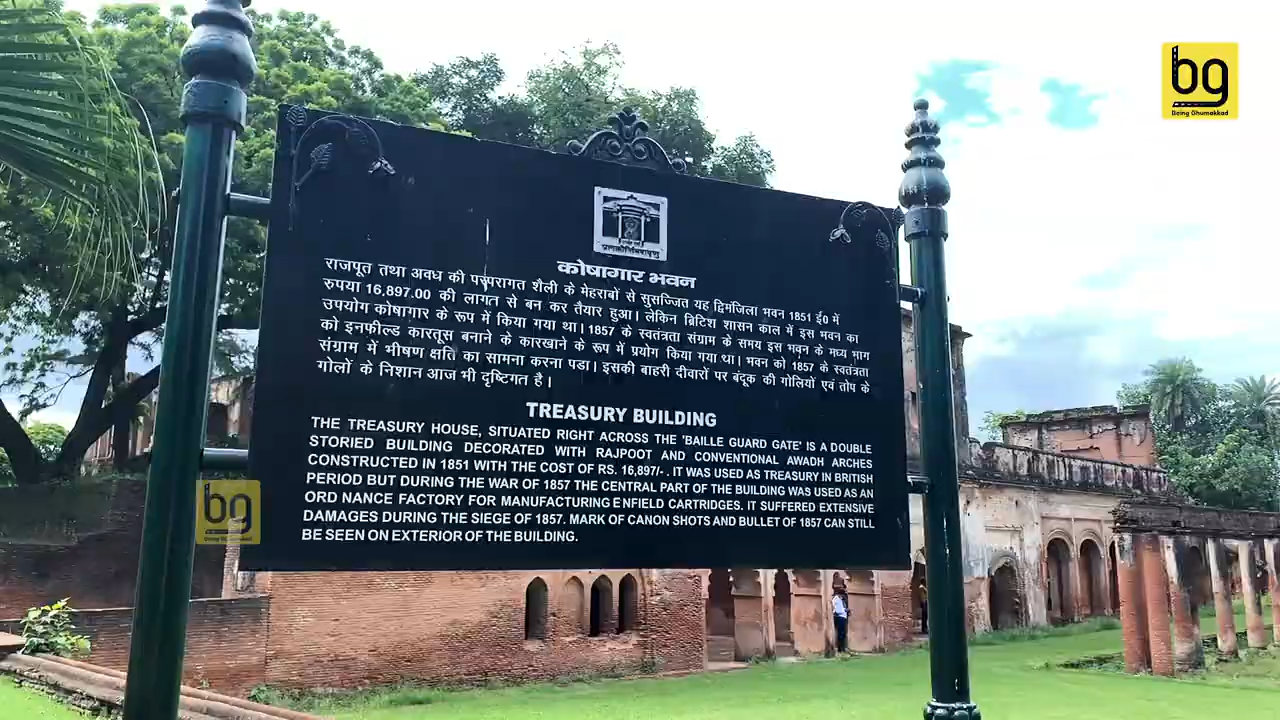 bg
Being Ghumakkad
कोषागार भवन
राजपूत तथा अवध की परंपरागत शैली के मेहराबों से सुसज्जित यह द्विमंजिला भवन 1851 ई0 में
रुपया 16,897.00 की लागत से बन कर तैयार हुआ। लेकिन ब्रिटिश शासन काल में इस भवन का
उपयोग कोषागार के रूप में किया गया था। 1857 के स्वतंत्रता संग्राम के समय इस भवन के मध्य भाग
को इनफील्ड कारतूस बनाने के कारखाने के रूप में प्रयोग किया गया था। भवन को 1857 के स्वतंत्रता
संग्राम में भीषण क्षति का सामना करना पडा। इसकी बाहरी दीवारों पर बंदूक की गोलियों एवं तोप के
गोलों के निशान आज भी दृष्टिगत है।
TREASURY BUILDING
THE TREASURY HOUSE, SITUATED RIGHT ACROSS THE 'BAILLE GUARD GATE' IS A DOUBLE
STORIED BUILDING DECORATED WITH RAJPOOT AND CONVENTIONAL AWADH ARCHES
CONSTRUCTED IN 1851 WITH THE COST OF RS. 16,897/- . IT WAS USED AS TREASURY IN BRITISH
PERIOD BUT DURING THE WAR OF 1857 THE CENTRAL PART OF THE BUILDING WAS USED AS AN
ORD NANCE FACTORY FOR MANUFACTURING ENFIELD CARTRIDGES. IT SUFFERED EXTENSIVE
DAMAGES DURING THE SIEGE OF 1857. MARK OF CANON SHOTS AND BULLET OF 1857 CAN STILL
BE SEEN ON EXTERIOR OF THE BUILDING.
bg
Being Ghumakkad